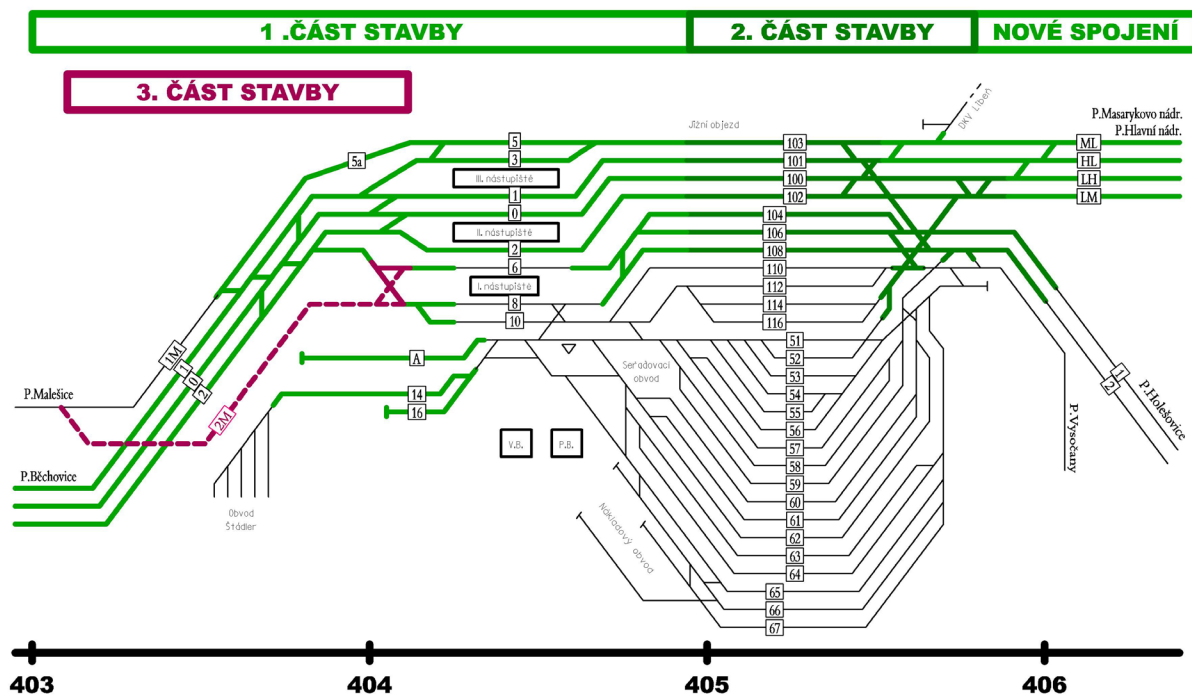 1 .ČÁST STAVBY
2. ČÁST STAVBY
NOVÉ SPOJENÍ
3. ČÁST STAVBY
DKV Libeň
P.Masarykovo nádr.
P.Hlavní nádr.
Jižní objezd
5
103
ML
5a
3
101
HL
III. nástupiště
100
LH
1
102
LM
0
104
II. nástupiště
106
2
108
6
110
I. nástupiště
112
8
114
10
116
51
A
52
1M
1
0
2
Seřaďovací
obvod
53
P.Malešice
14
54
2M
16
55
1
2
P.Holešovice
P.Vysočany
56
V.B.
P.B.
57
58
P.Běchovice
59
60
Obvod
Štádler
61
Nákladový obvod
62
63
64
65
66
67
403
404
405
406